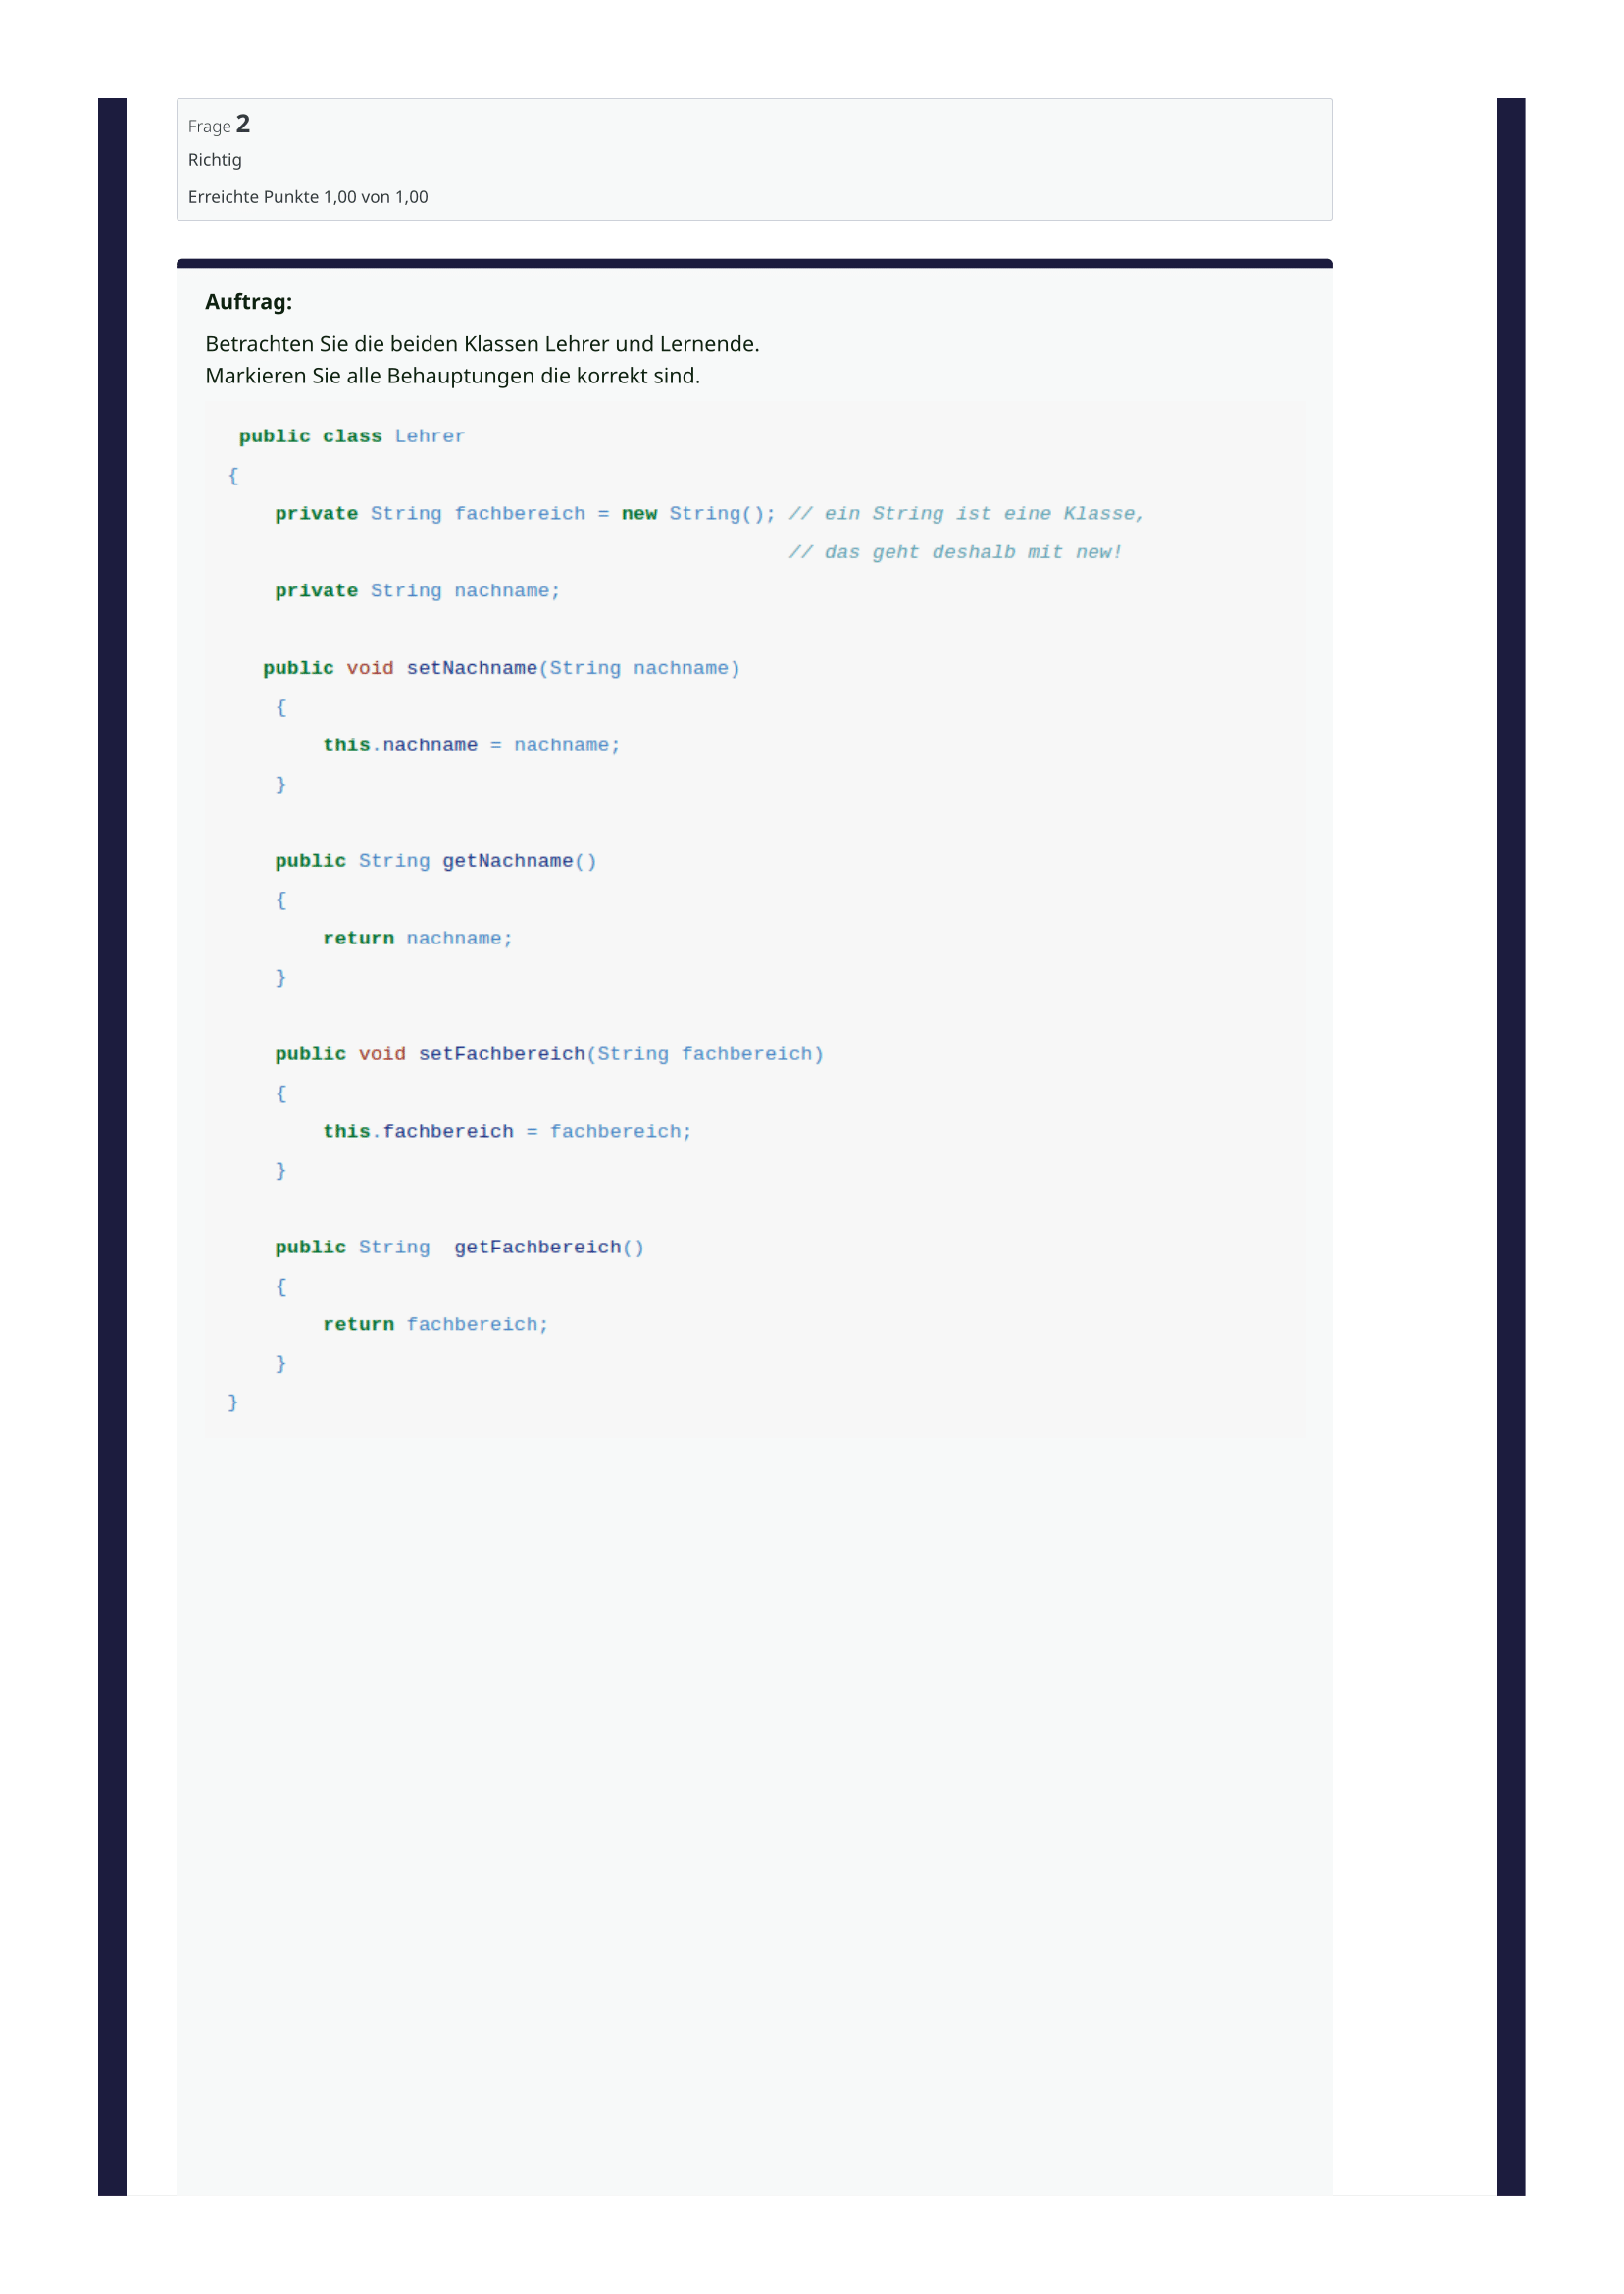 Frage 2
Richtig
Erreichte Punkte 1,00 von 1,00
Auftrag:
Betrachten Sie die beiden Klassen Lehrer und Lernende.
Markieren Sie alle Behauptungen die korrekt sind.
public class Lehrer
{
private String fachbereich = new String(); // ein String ist eine Klasse,
// das geht deshalb mit new!
private String nachname;
public void setNachname(String nachname)
{
this.nachname = nachname;
}
public String getNachname()
{
return nachname;
}
public void setFachbereich(String fachbereich)
{
this.fachbereich = fachbereich;
}
public String  getFachbereich()
{
return fachbereich;
}
}